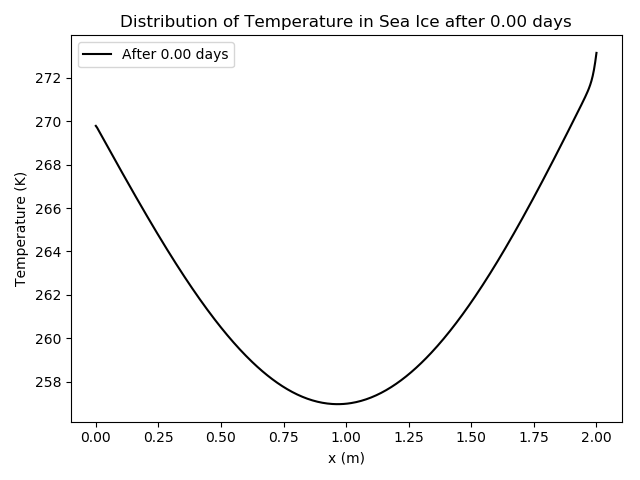 Distribution of Temperature in Sea Ice after 0.00 days
After 0.00 days
272
270
268
266
264
262
260
258
Temperature (K)
0.00 0.25 0.50 0.75 1.00 1.25 1.50 1.75 2.00
x (m)